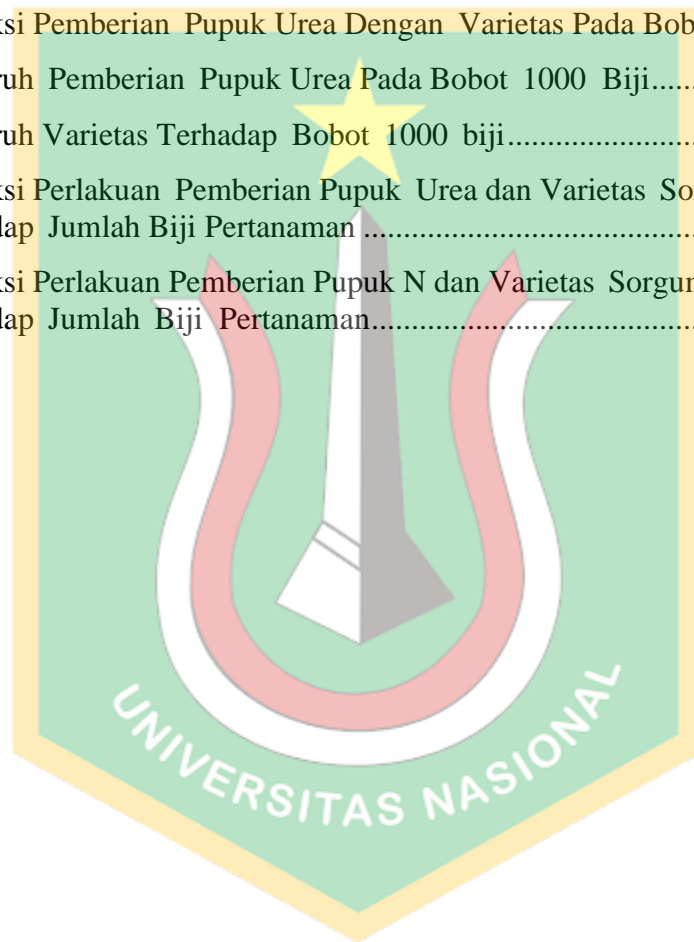 ksi Pemberian Pupuk Urea Dengan Varietas Pada Bob
ruh Pemberian Pupuk Urea Pada Bobot 1000 Biji.....
ruh Varietas Terhadap Bobot 1000 biji........................
ksi Perlakuan Pemberian Pupuk Urea dan Varietas So
dap Jumlah Biji Pertanaman ..........................................
ksi Perlakuan Pemberian Pupuk N dan Varietas Sorgun
dap Jumlah Biji Pertanaman.........................................
UNIVERSITAS NASIONAL